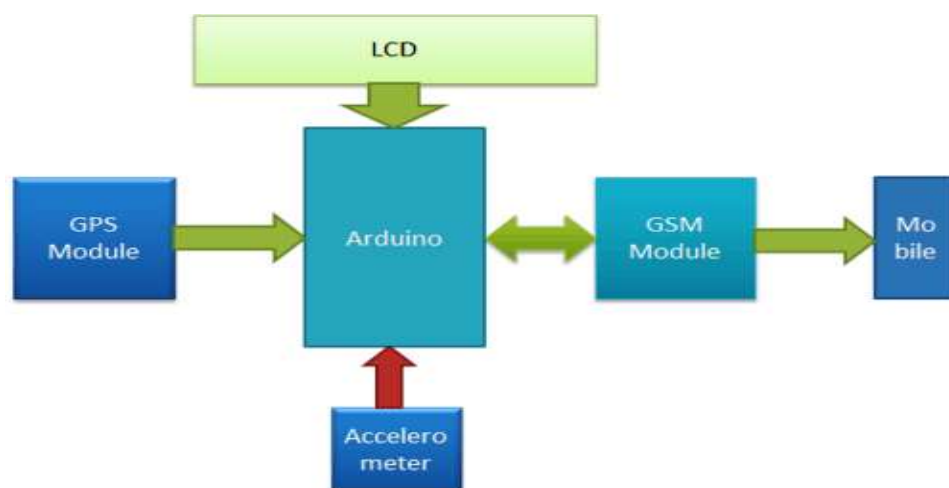 LCD
GPS
Module
Arduino
GSM
Module
Mo
bile
Accelero
meter